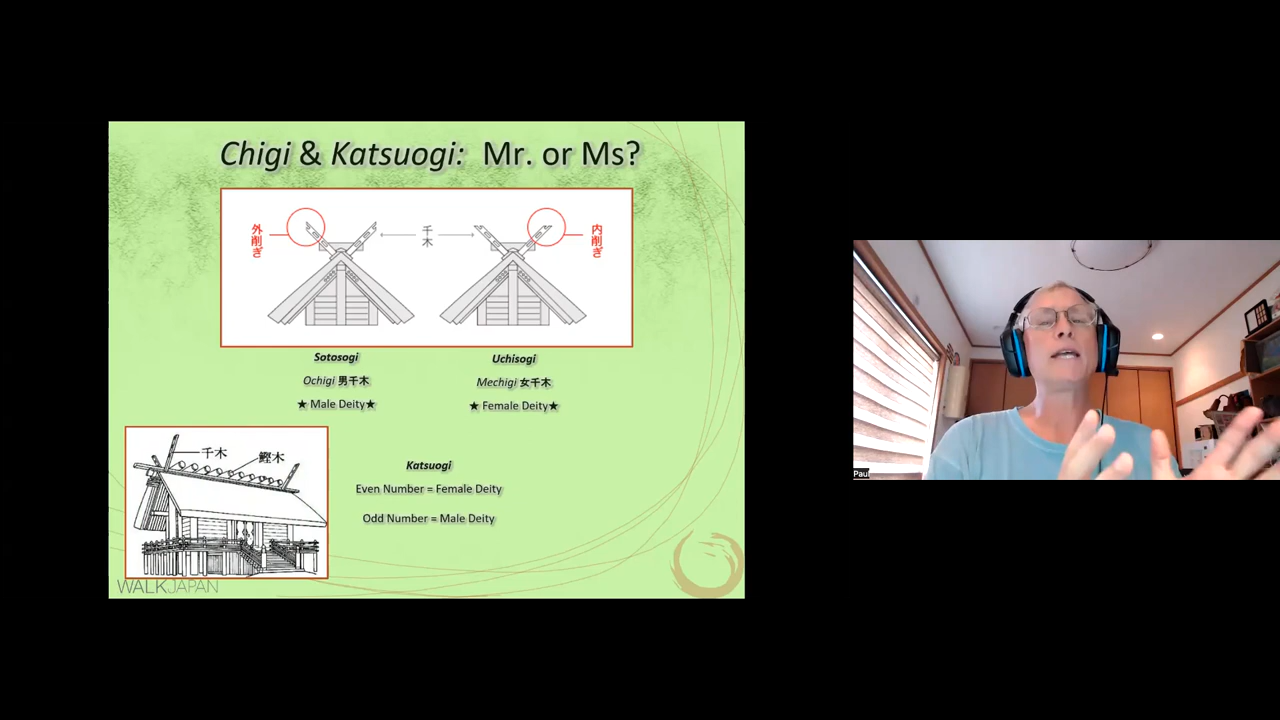 Chigi & Katsuogi: Mr. or Ms?
外削ぎ
千木
内削ぎ
Sotosogi
Ochigi 男千木
★ Male Deity★
Uchisogi
Mechigi 女千木
★ Female Deity★
千木
鰹木
Katsuogi
Even Number = Female Deity
Odd Number = Male Deity
WALKJAPAN
Paul